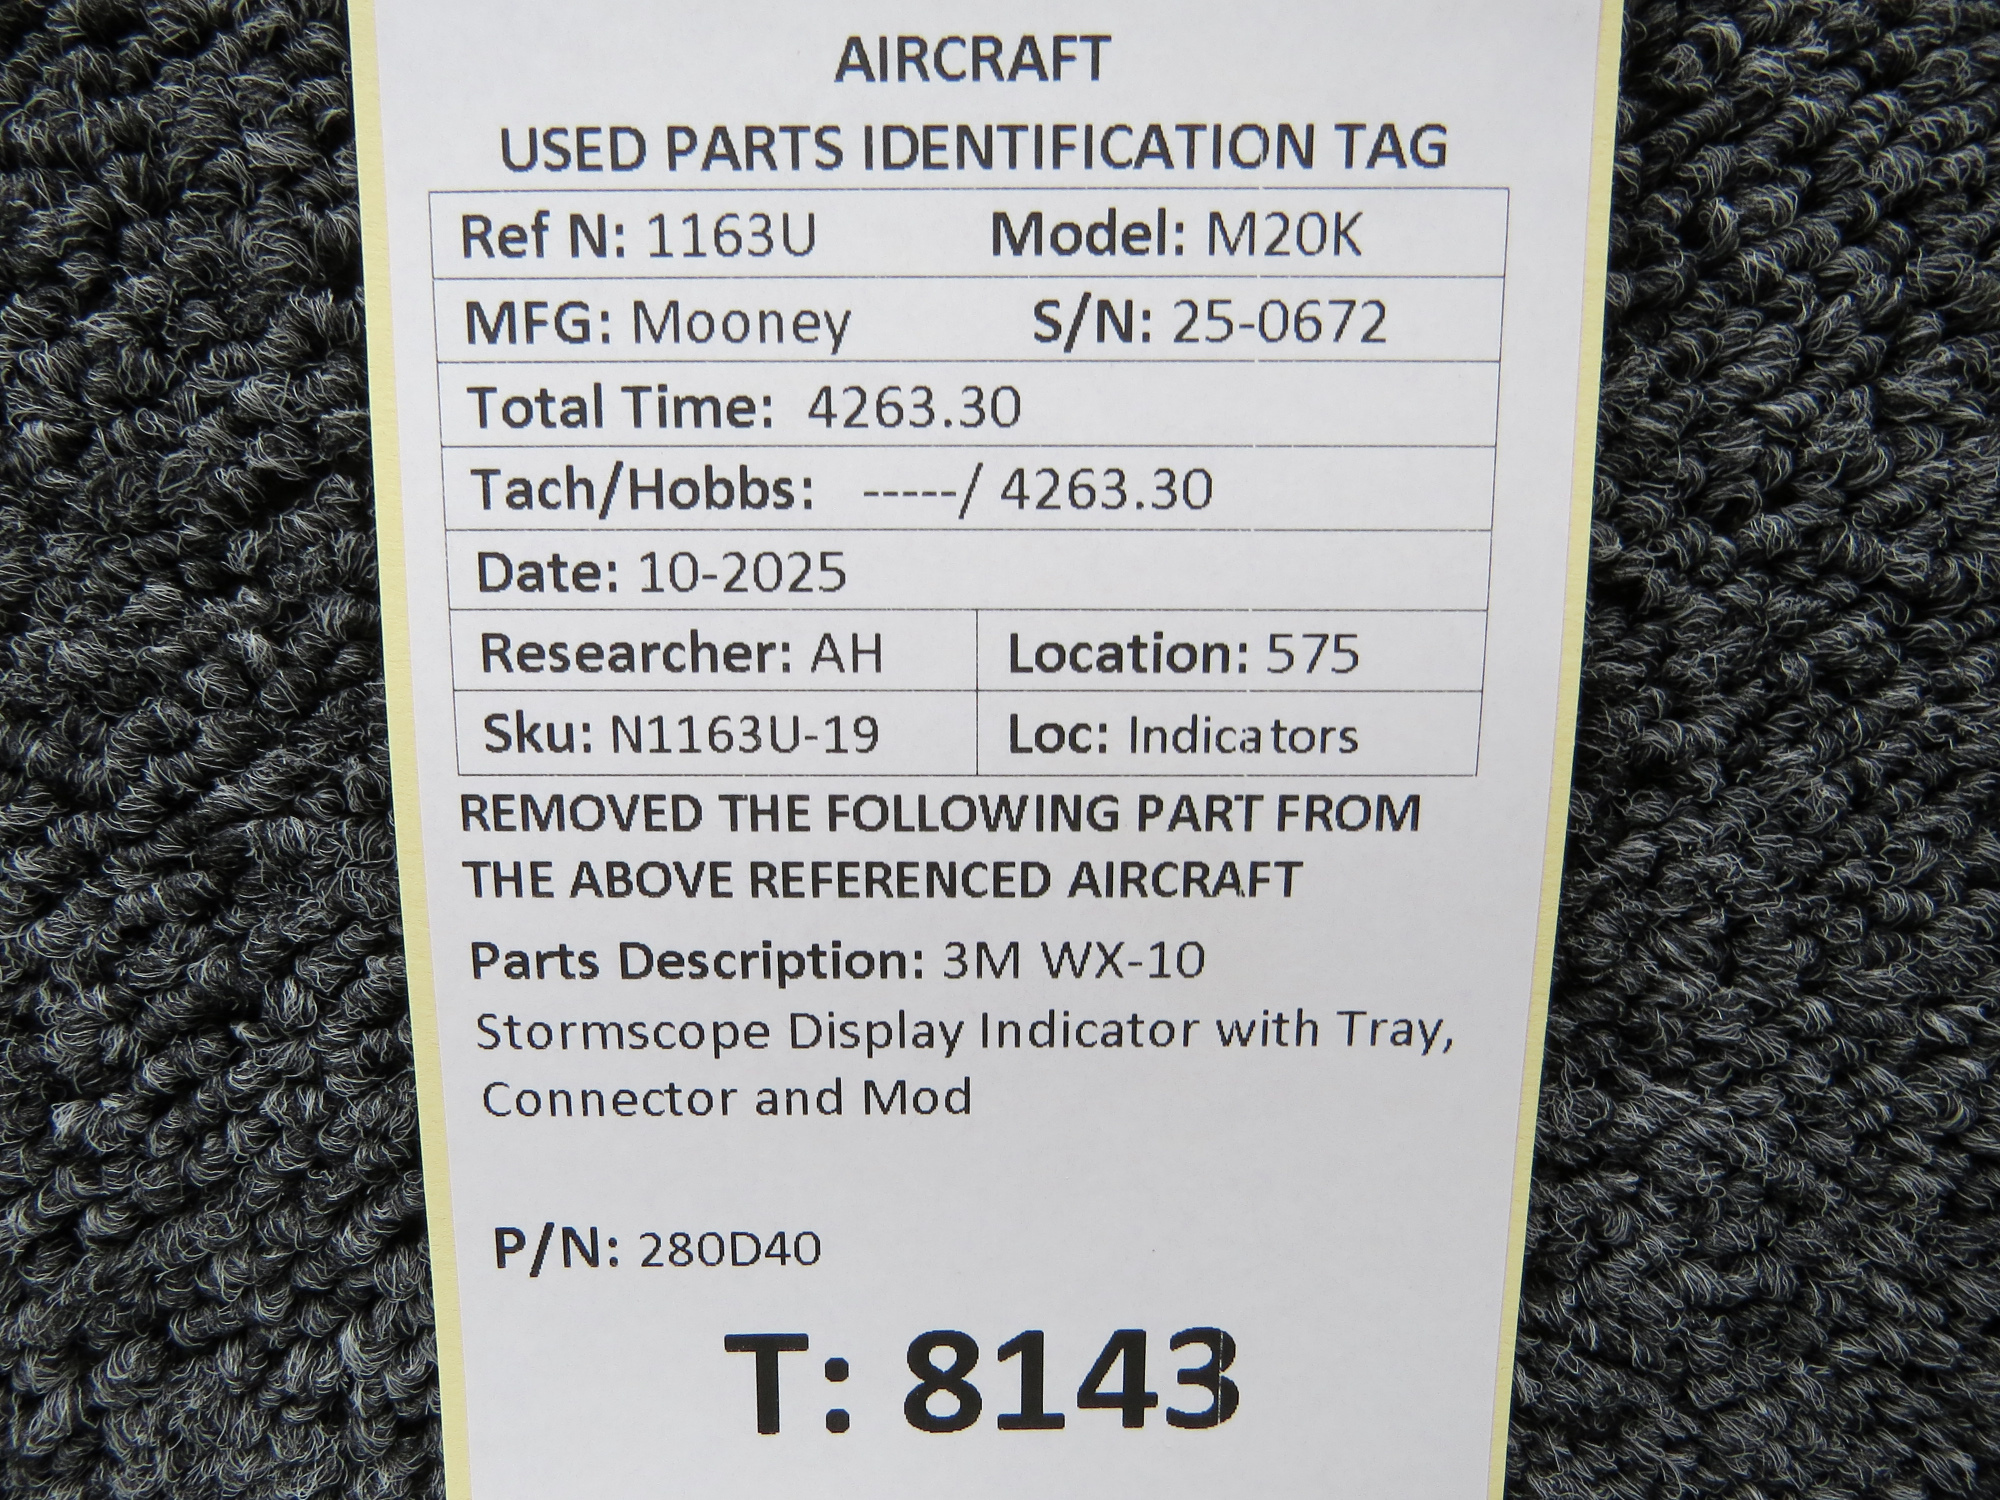 AIRCRAFT
USED PARTS IDENTIFICATION TAG
Ref N: 1163U Model: M20K
MFG: Mooney S/N: 25-0672
Total Time: 4263.30
Tach/Hobbs: -----/ 4263.30
Date: 10-2025
Researcher: AH Location: 575
Sku: N1163U-19 Loc: Indicators
REMOVED THE FOLLOWING PART FROM
THE ABOVE REFERENCED AIRCRAFT
Parts Description: 3M WX-10
Stormscope Display Indicator with Tray,
Connector and Mod
P/N: 280D40
T: 8143